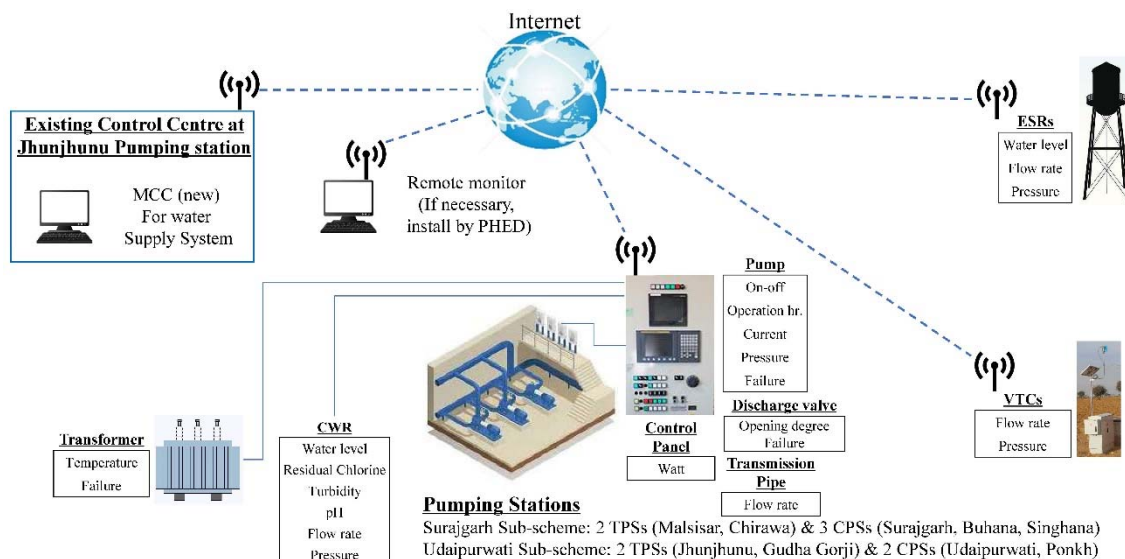 Internet
Existing Control Centre at
Jhunjhunu Pumping station
MCC (new)
For water
Supply System
Remote monitor
(If necessary,
install by PHED)
ESRs
Water level
Flow rate
Pressure
Pump
On-off
Operation hr.
Current
Pressure
Failure
Discharge valve
Opening degree
Failure
Control
Panel
Watt
Transmission
Pipe
Flow rate
VTCs
Flow rate
Pressure
Transformer
Temperature
Failure
CWR
Water level
Residual Chlorine
Turbidity
pH
Flow rate
Pressure
Pumping Stations
Surajgarh Sub-scheme: 2 TPSs (Malsisar, Chirawa) & 3 CPSs (Surajgarh, Buhana, Singhana)
Udaipurwati Sub-scheme: 2 TPSs (Jhunjhunu, Gudha Gorji) & 2 CPSs (Udaipurwati, Ponkh)